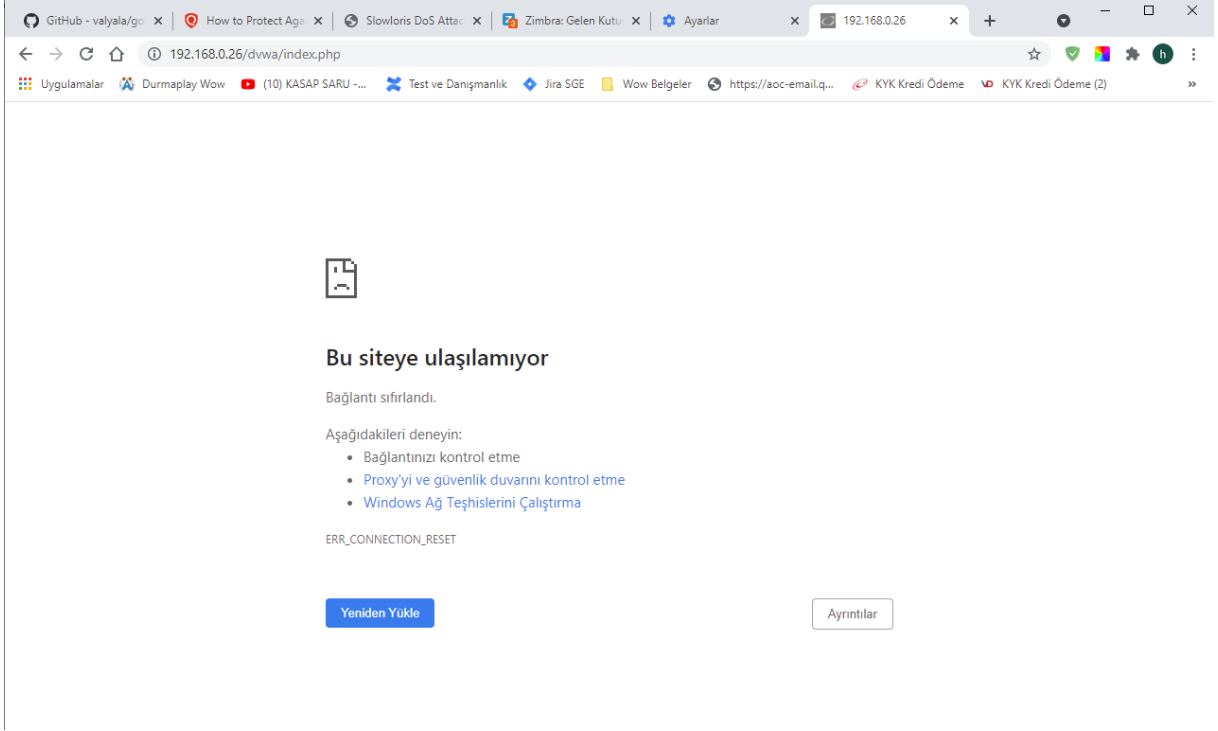 GitHub - valyala/go How to Protect Aga Slowloris DoS Attac Zimbra: Gelen Kutu Ayarlar 192.168.0.26
192.168.0.26/dvwa/index.php h
Uygulamalar Durmaplay Wow (10) KASAP SARU -... Test ve Danışmanlık Jira SGE Wow Belgeler https://aoc-email.q... KYK Kredi Ödeme KYK Kredi Ödeme (2) »
Bu siteye ulaşılamıyor
Bağlantı sıfırlandı.
Aşağıdakileri deneyin:
• Bağlantınızı kontrol etme
• Proxy'yi ve güvenlik duvarını kontrol etme
• Windows Ağ Teşhislerini Çalıştırma
ERR_CONNECTION_RESET
Yeniden Yükle Ayrıntılar